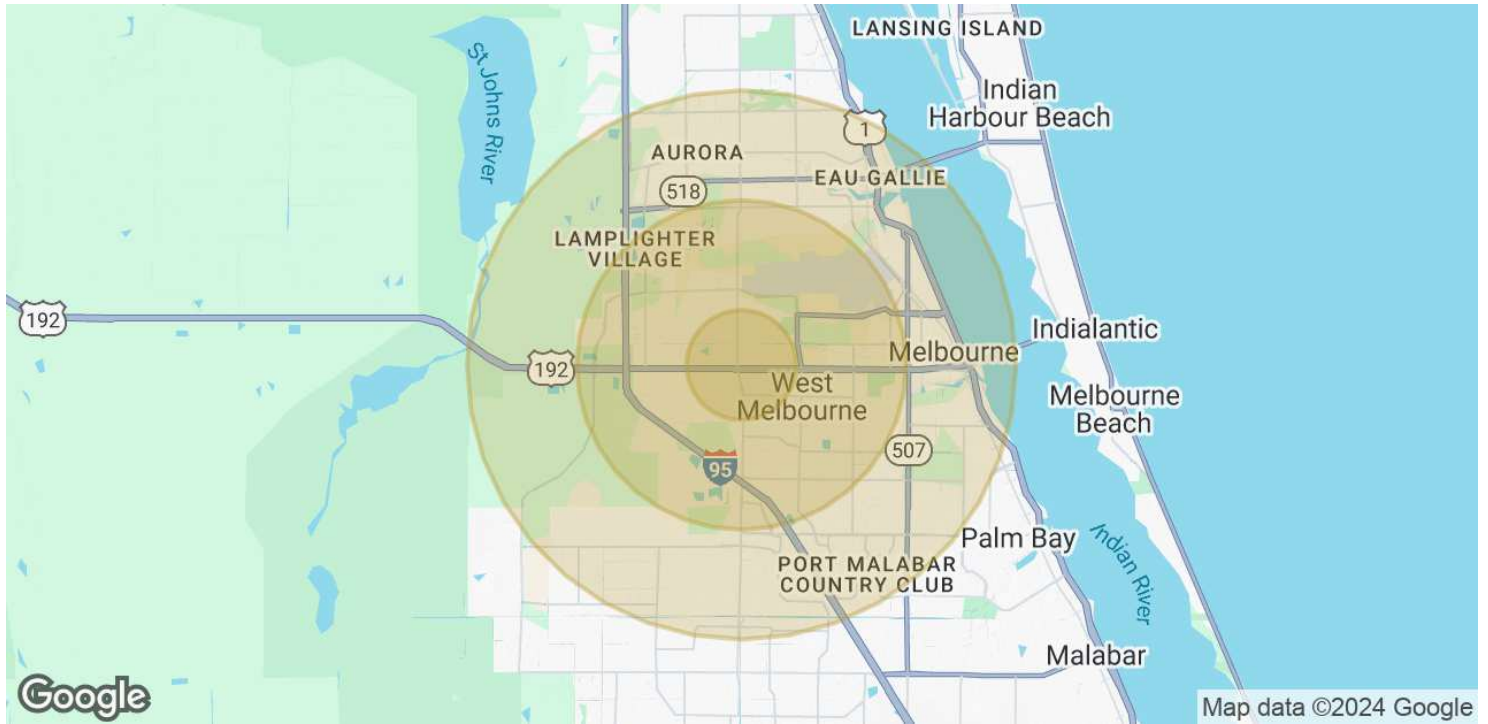 LANSING ISLAND
St Johns River
Indian
Harbour Beach
1
AURORA
518
EAU GALLIE
LAMPLIGHTER
VILLAGE
192
Indialantic
Melbourne
192
West
Melbourne
Melbourne
Beach
507
95
Palm Bay
Indian River
PORT MALABAR
COUNTRY CLUB
Malabar
Google
Map data ©2024 Google